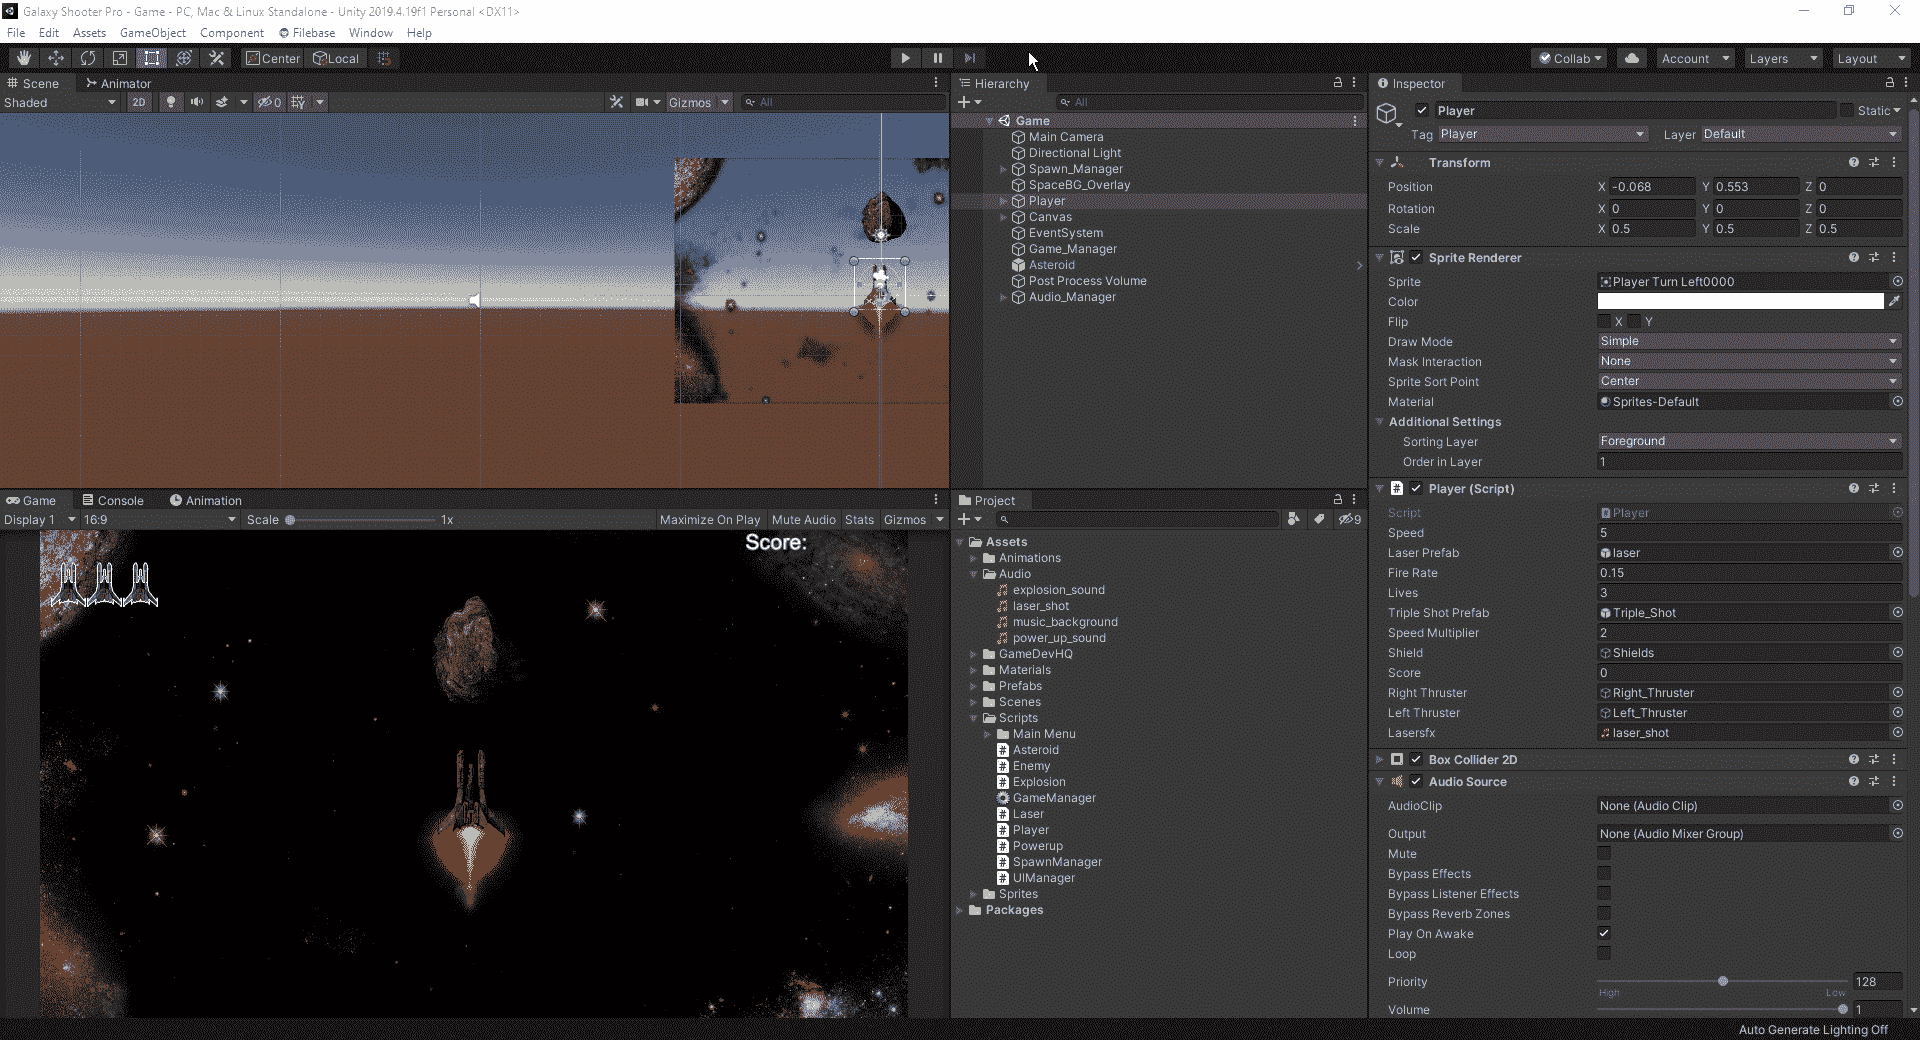 Galaxy Shooter Pro - Game - PC, Mac & Linux Standalone - Unity 2019.4.19f1 Personal <DX11>
File Edit Assets GameObject Component Filebase Window Help
Center Local Collab Account Layers Layout
Scene Animator
Shaded 2D 0 Gizmos All
Hierarchy
All
Game
Main Camera
Directional Light
Spawn_Manager
SpaceBG_Overlay
Player
Canvas
EventSystem
Game_Manager
Asteroid
Post Process Volume
Audio_Manager
Inspector
Player Static
Tag Player Layer Default
Transform
Position X -0.068 Y 0.553 Z 0
Rotation X 0 Y 0 Z 0
Scale X 0.5 Y 0.5 Z 0.5
Sprite Renderer
Sprite Player Turn Left0000
Color
Flip X Y
Draw Mode Simple
Mask Interaction None
Sprite Sort Point Center
Material Sprites-Default
Additional Settings
Sorting Layer Foreground
Order in Layer 1
Player (Script)
Script Player
Speed 5
Laser Prefab laser
Fire Rate 0.15
Lives 3
Triple Shot Prefab Triple_Shot
Speed Multiplier 2
Shield Shields
Score 0
Right Thruster Right_Thruster
Left Thruster Left_Thruster
Lasersfx laser_shot
Box Collider 2D
Audio Source
AudioClip None (Audio Clip)
Output None (Audio Mixer Group)
Mute
Bypass Effects
Bypass Listener Effects
Bypass Reverb Zones
Play On Awake
Loop
Priority 128
High Low
Volume 1
Game Console Animation
Display 1 16:9 Scale 1x Maximize On Play Mute Audio Stats Gizmos
Score:
Project
9
Assets
Animations
Audio
explosion_sound
laser_shot
music_background
power_up_sound
GameDevHQ
Materials
Prefabs
Scenes
Scripts
Main Menu
Asteroid
Enemy
Explosion
GameManager
Laser
Player
Powerup
SpawnManager
UIManager
Sprites
Packages
Auto Generate Lighting Off